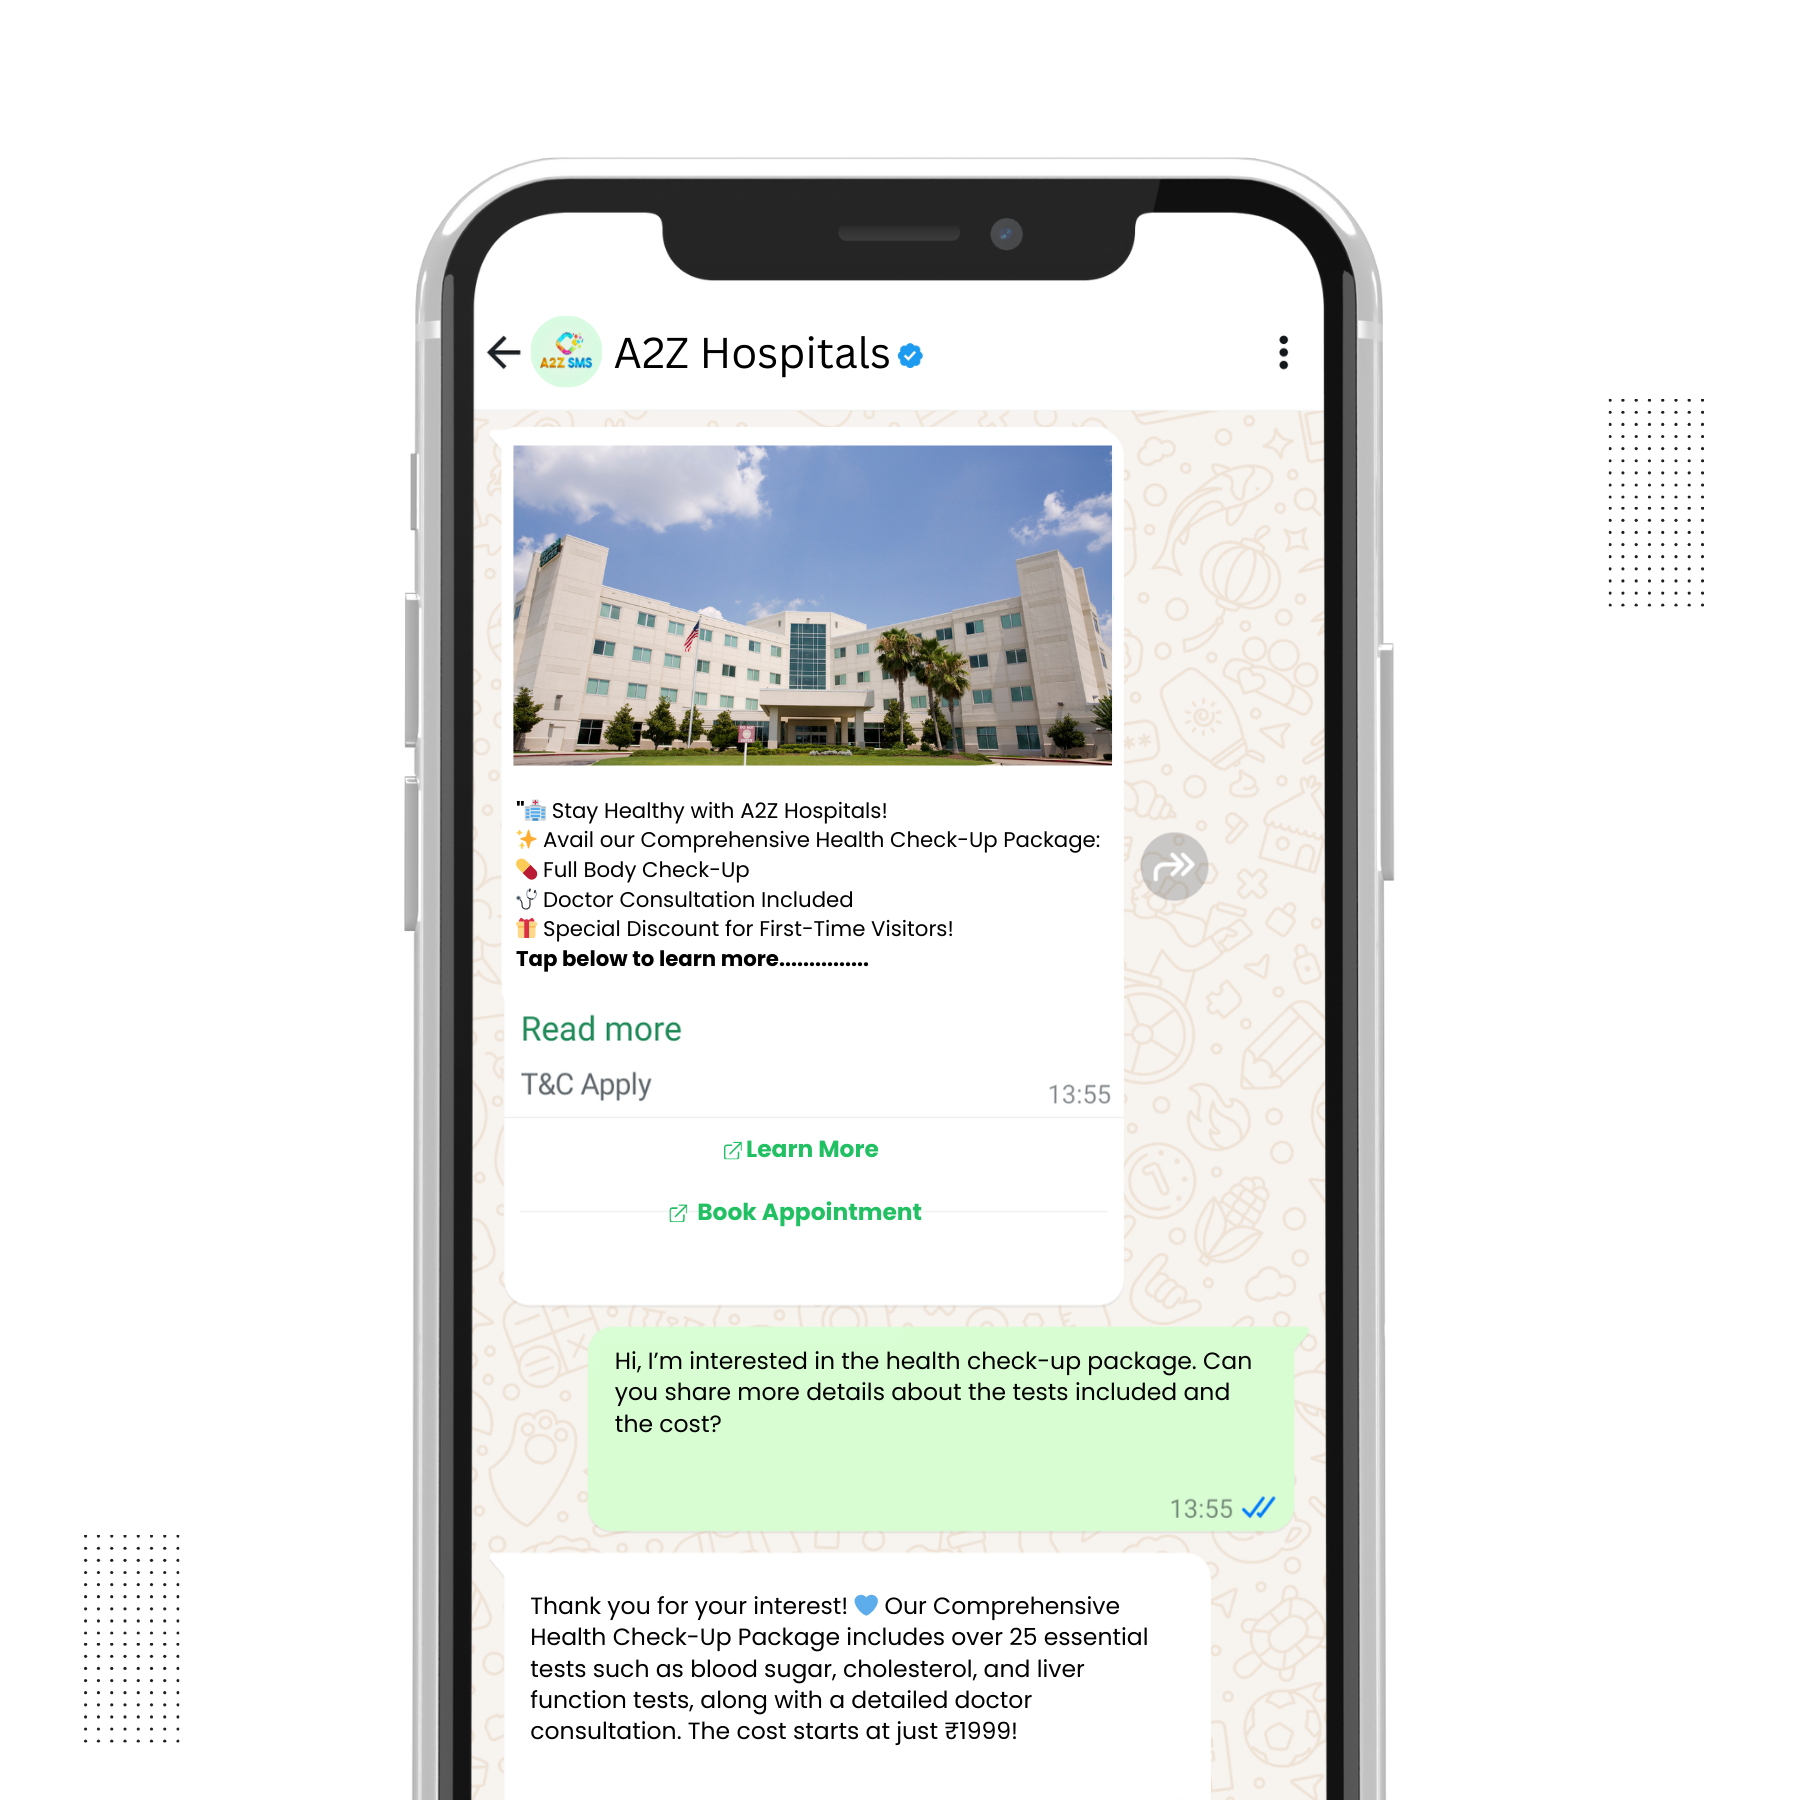 A2Z SMS
A2Z Hospitals
"🏥 Stay Healthy with A2Z Hospitals!
✨ Avail our Comprehensive Health Check-Up Package:
💊 Full Body Check-Up
🩺 Doctor Consultation Included
🎁 Special Discount for First-Time Visitors!
Tap below to learn more...............
Read more
T&C Apply
13:55
Learn More
Book Appointment
Hi, I'm interested in the health check-up package. Can
you share more details about the tests included and
the cost?
13:55
Thank you for your interest! 💙 Our Comprehensive
Health Check-Up Package includes over 25 essential
tests such as blood sugar, cholesterol, and liver
function tests, along with a detailed doctor
consultation. The cost starts at just ₹1999!